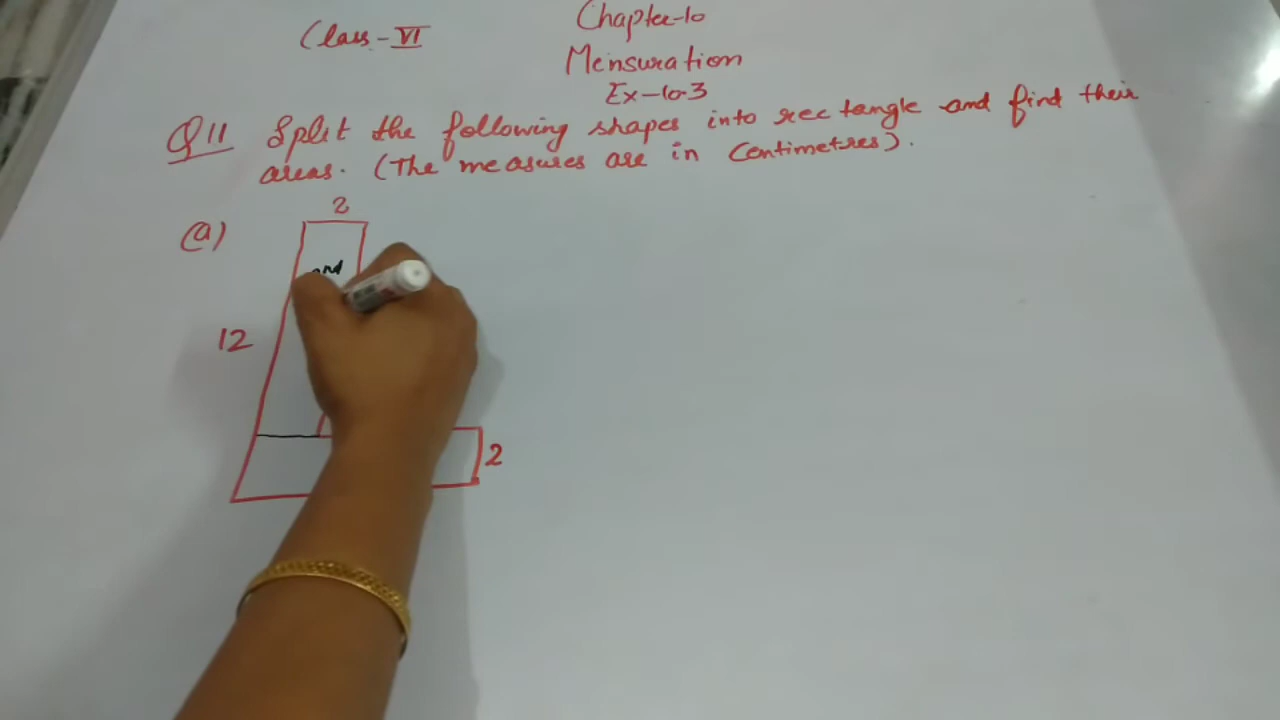 Class-VI
Chapter-10
Mensuration
Ex-10.3
Q11 Split the following shapes into rectangle and find their
areas. (The measures are in Centimetres).
(a)
2
12
2